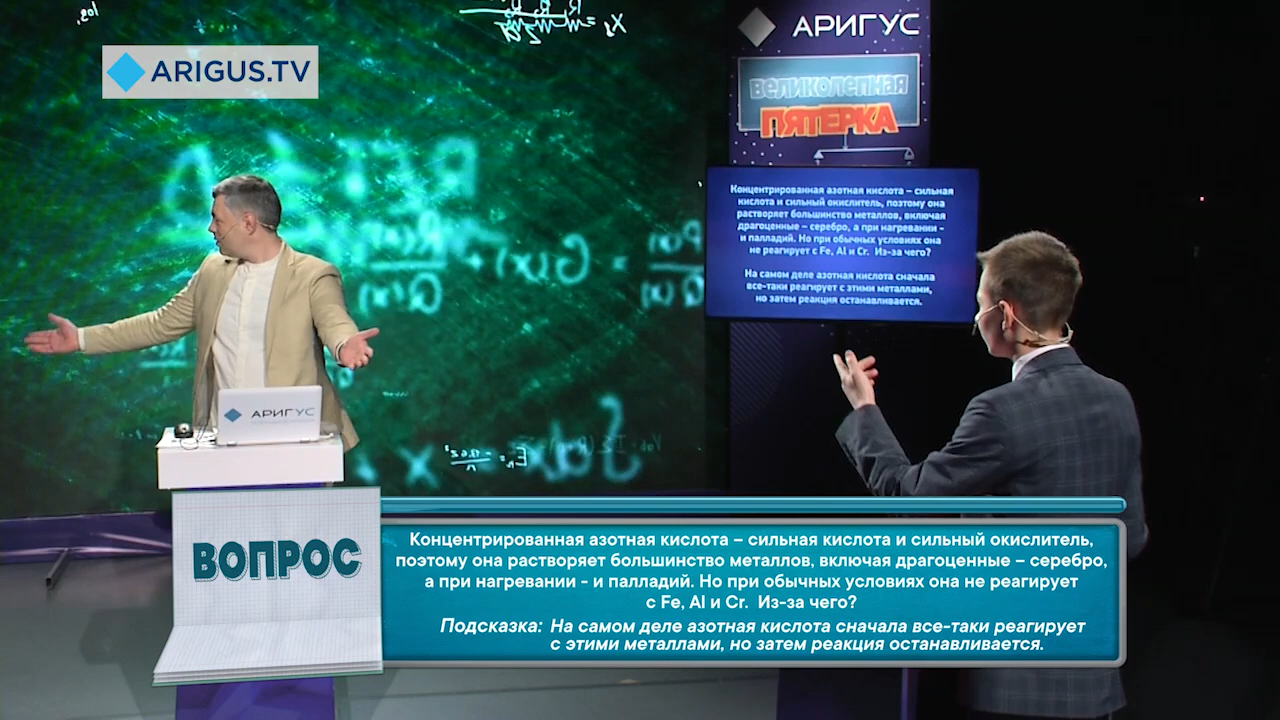 АРИГУС
ARIGUS.TV
ВЕЛИКОЛЕПНАЯ
ПЯТЕРКА
Концентрированная азотная кислота – сильная
кислота и сильный окислитель, поэтому она
растворяет большинство металлов, включая
драгоценные – серебро, а при нагревании -
и палладий. Но при обычных условиях она
не реагирует с Fe, Al и Cr. Из-за чего?
На самом деле азотная кислота сначала
все-таки реагирует с этими металлами,
но затем реакция останавливается.
АРИГУС
ВОПРОС
Концентрированная азотная кислота – сильная кислота и сильный окислитель,
поэтому она растворяет большинство металлов, включая драгоценные – серебро,
а при нагревании - и палладий. Но при обычных условиях она не реагирует
с Fe, Al и Cr. Из-за чего?
Подсказка: На самом деле азотная кислота сначала все-таки реагирует
с этими металлами, но затем реакция останавливается.